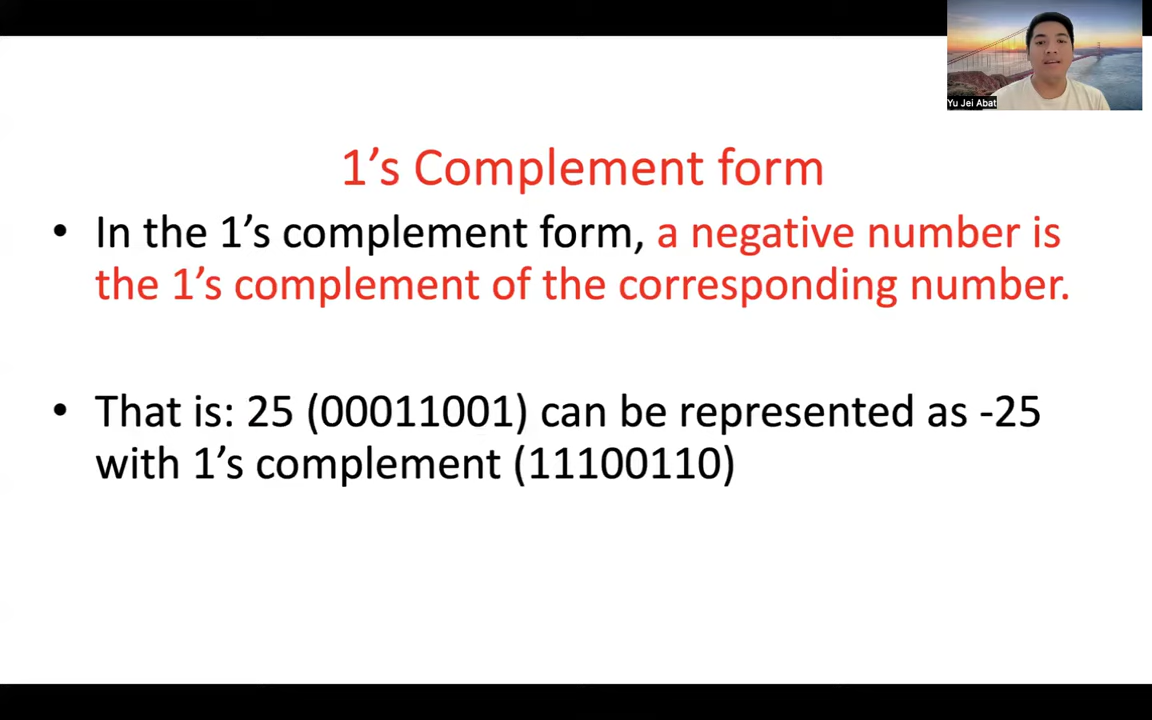 Yu Jei Abat
1’s Complement form
• In the 1’s complement form, a negative number is
the 1’s complement of the corresponding number.
• That is: 25 (00011001) can be represented as -25
with 1’s complement (11100110)